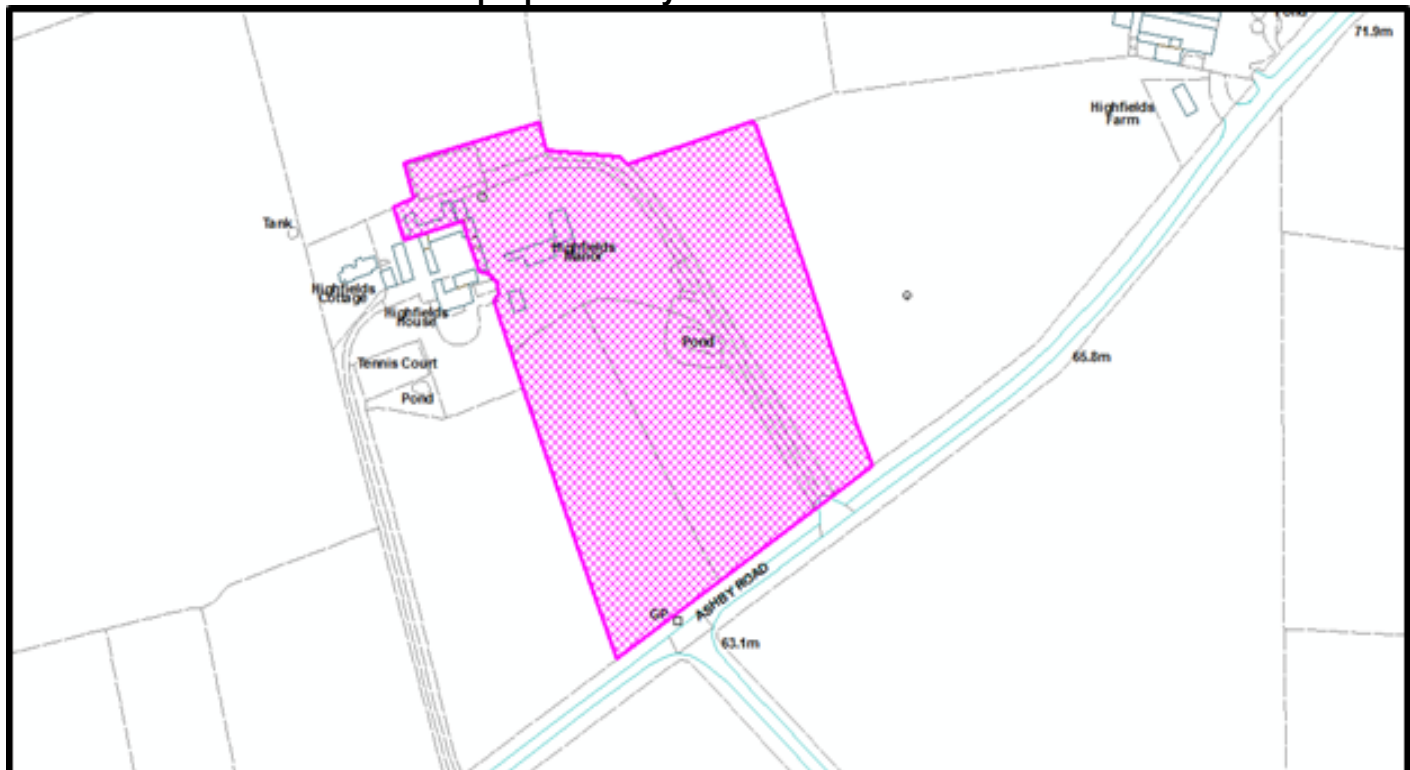 71.9m
Highfields
Farm
Tank
Highfields
Manor
Highfields
Cottage
Highfields
House
Pond
65.8m
Tennis Court
Pond
ASHBY ROAD
GP
63.1m